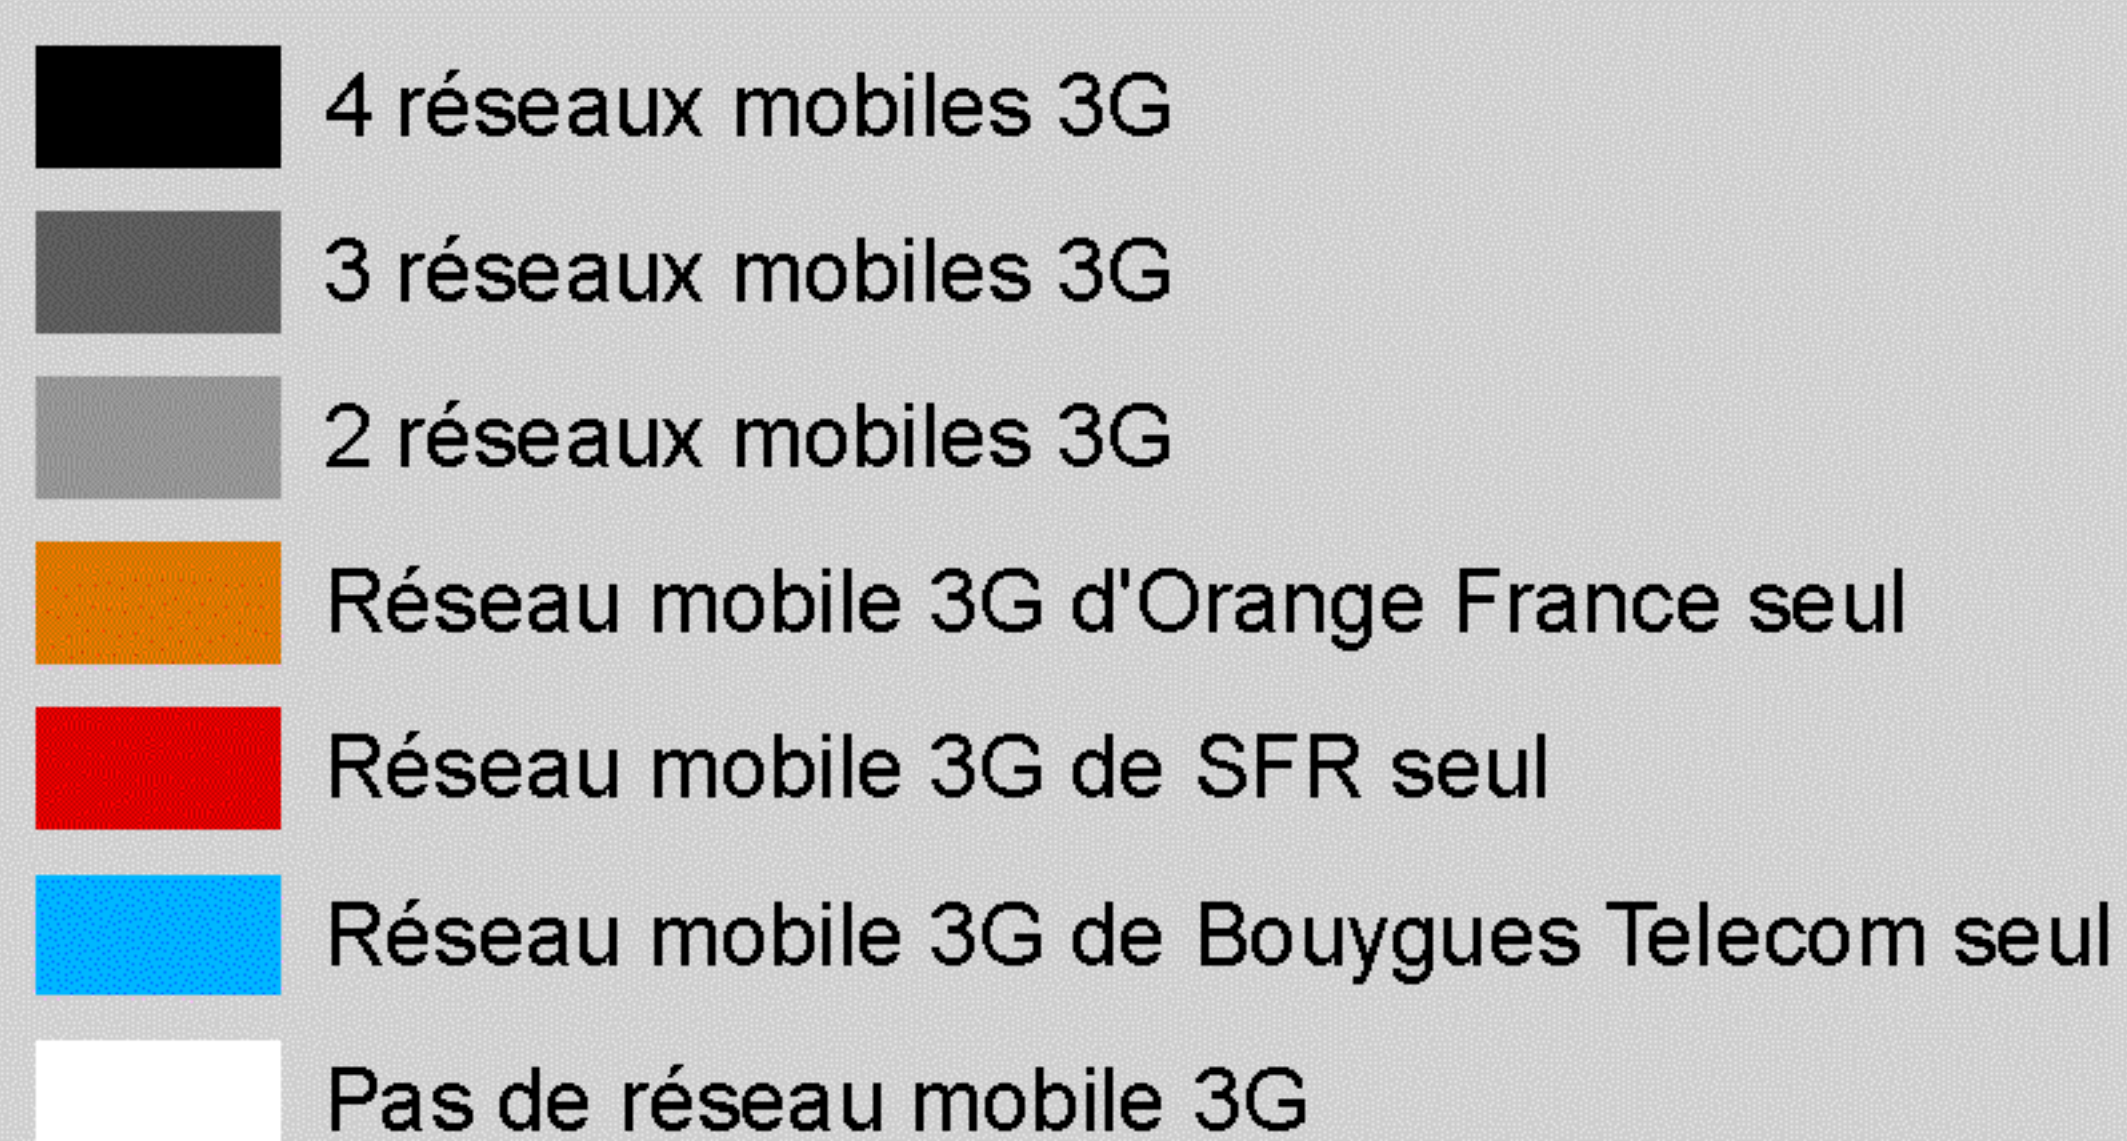 4 réseaux mobiles 3G
3 réseaux mobiles 3G
2 réseaux mobiles 3G
Réseau mobile 3G d'Orange France seul
Réseau mobile 3G de SFR seul
Réseau mobile 3G de Bouygues Telecom seul
Pas de réseau mobile 3G